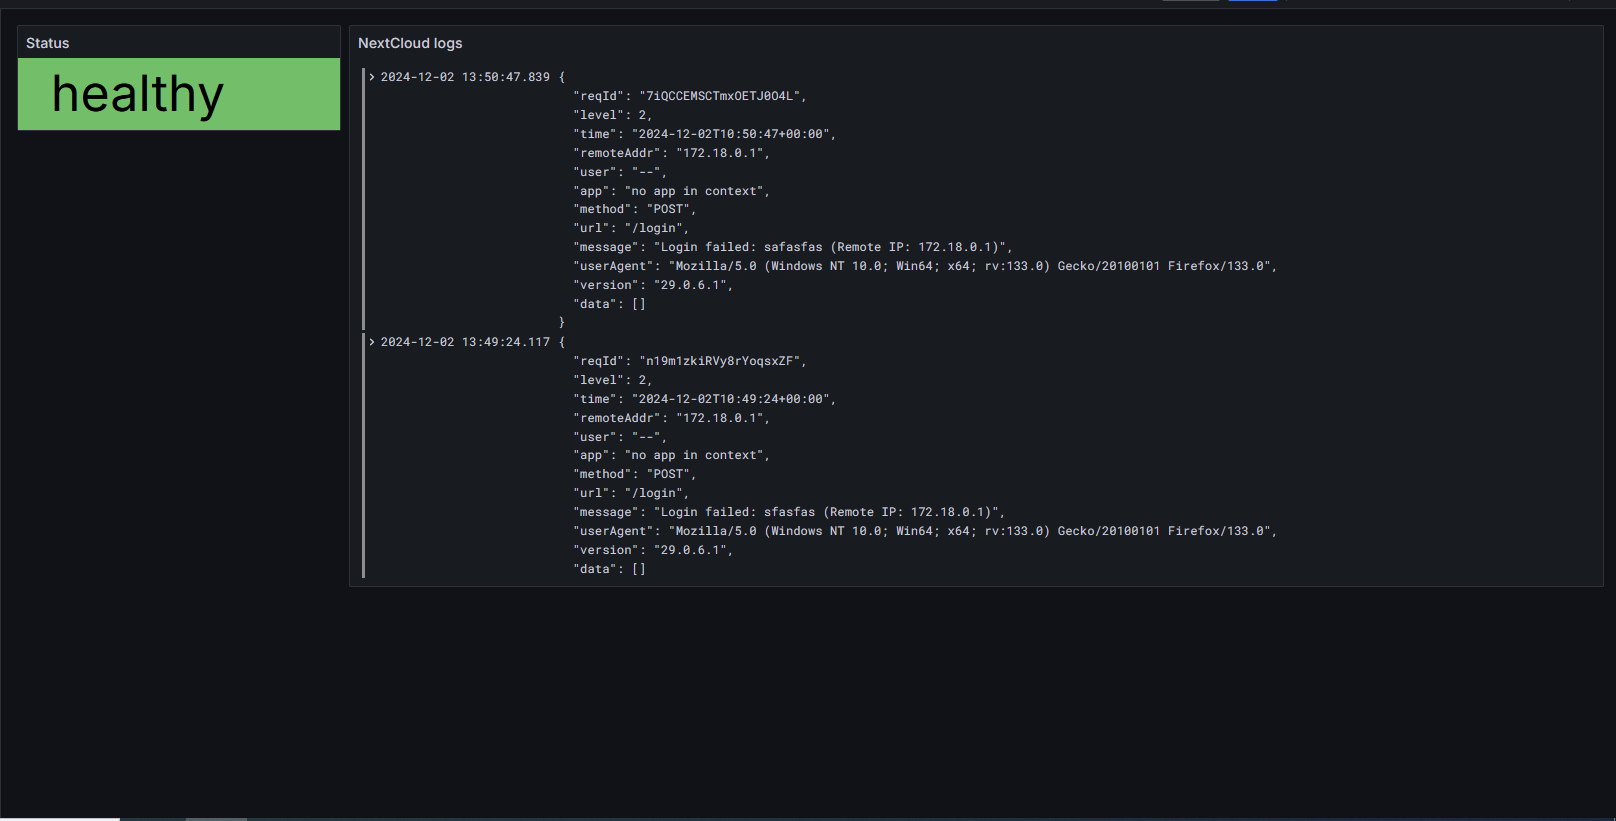 Status
healthy
NextCloud logs
2024-12-02 13:50:47.839 {
"reqId": "7iQCCEMSCTmxOETJ0O4L",
"level": 2,
"time": "2024-12-02T10:50:47+00:00",
"remoteAddr": "172.18.0.1",
"user": "--",
"app": "no app in context",
"method": "POST",
"url": "/login",
"message": "Login failed: safasfas (Remote IP: 172.18.0.1)",
"userAgent": "Mozilla/5.0 (Windows NT 10.0; Win64; x64; rv:133.0) Gecko/20100101 Firefox/133.0",
"version": "29.0.6.1",
"data": []
}
2024-12-02 13:49:24.117 {
"reqId": "n19m1zkiRVy8rYoqsxZF",
"level": 2,
"time": "2024-12-02T10:49:24+00:00",
"remoteAddr": "172.18.0.1",
"user": "--",
"app": "no app in context",
"method": "POST",
"url": "/login",
"message": "Login failed: sfasfas (Remote IP: 172.18.0.1)",
"userAgent": "Mozilla/5.0 (Windows NT 10.0; Win64; x64; rv:133.0) Gecko/20100101 Firefox/133.0",
"version": "29.0.6.1",
"data": []